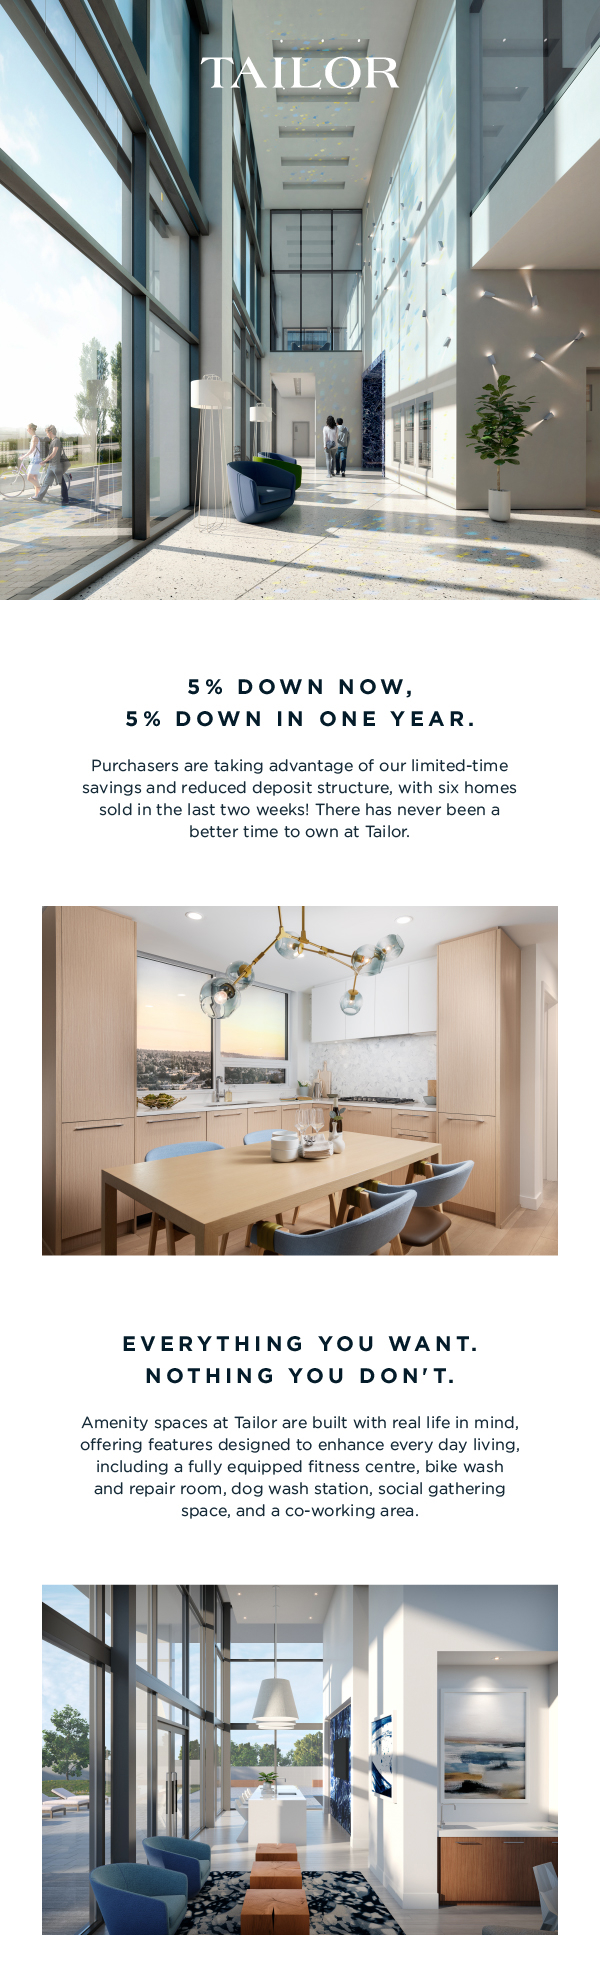 TAILOR
5% DOWN NOW,
5% DOWN IN ONE YEAR.
Purchasers are taking advantage of our limited-time
savings and reduced deposit structure, with six homes
sold in the last two weeks! There has never been a
better time to own at Tailor.
EVERYTHING YOU WANT.
NOTHING YOU DON'T.
Amenity spaces at Tailor are built with real life in mind,
offering features designed to enhance every day living,
including a fully equipped fitness centre, bike wash
and repair room, dog wash station, social gathering
space, and a co-working area.